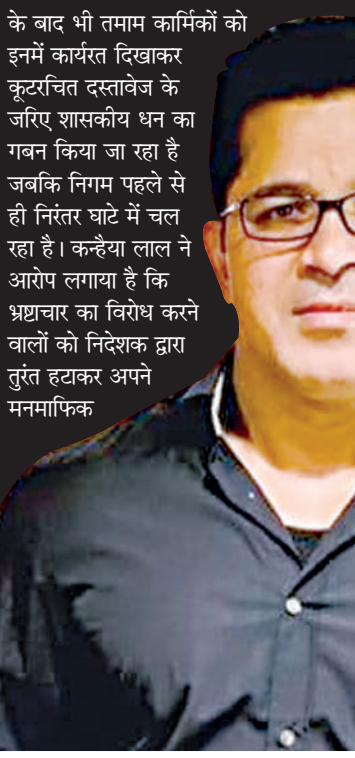 के बाद भी तमाम कार्मिकों को
इनमें कार्यरत दिखाकर
कूटरचित दस्तावेज के
जरिए शासकीय धन का
गबन किया जा रहा है
जबकि निगम पहले से
ही निरंतर घाटे में चल
रहा है। कन्हैया लाल ने
आरोप लगाया है कि
भ्रष्टाचार का विरोध करने
वालों को निदेशक द्वारा
तुरंत हटाकर अपने
मनमाफिक